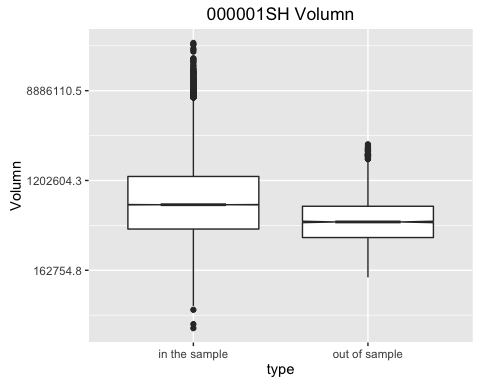 000001SH Volumn
Volumn
8886110.5
1202604.3
162754.8
in the sample
out of sample
type